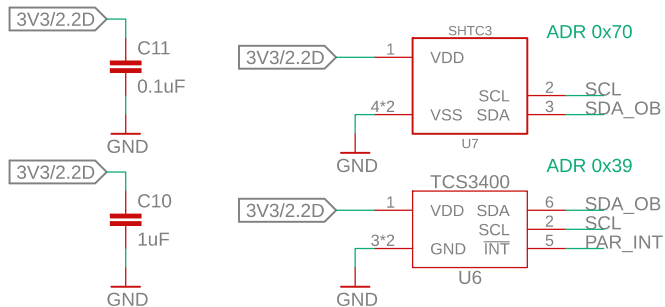 3V3/2.2D
C11
0.1uF
GND
3V3/2.2D
C10
1uF
GND
SHTC3
ADR 0x70
3V3/2.2D
1
VDD
SCL
2
SCL
4*2
VSS
SDA
3
SDA_OB
GND
U7
ADR 0x39
TCS3400
3V3/2.2D
1
VDD
SDA
6
SDA_OB
SCL
2
SCL
3*2
GND
INT
5
PAR_INT
GND
U6